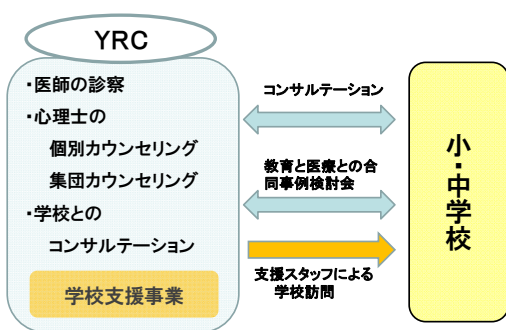 YRC
・医師の診察
・心理士の
個別カウンセリング
集団カウンセリング
・学校との
コンサルテーション
学校支援事業
コンサルテーション
教育と医療との合
同事例検討会
支援スタッフによる
学校訪問
小・中学校